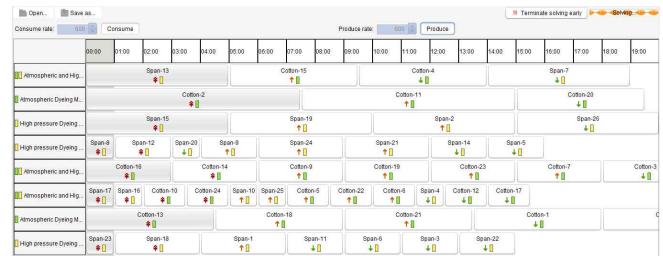 Open... Save as... Terminate solving early Solving...
Consume rate: 600 Consume Produce rate: 600 Produce
00:00 01:00 02:00 03:00 04:00 05:00 06:00 07:00 08:00 09:00 10:00 11:00 12:00 13:00 14:00 15:00 16:00 17:00 18:00 19:00
Atmospheric and Hig... Span-13 Cotton-15 Cotton-4 Span-7
Atmospheric Dyeing M... Cotton-2 Cotton-11 Cotton-20
High pressure Dyeing ... Span-15 Span-19 Span-2 Span-26
High pressure Dyeing ... Span-8 Span-12 Span-20 Span-9 Span-24 Span-21 Span-14 Span-5
Atmospheric and Hig... Cotton-16 Cotton-14 Cotton-9 Cotton-19 Cotton-23 Cotton-7 Cotton-3
Atmospheric and Hig... Span-17 Span-16 Cotton-10 Cotton-24 Span-10 Span-25 Cotton-5 Cotton-22 Cotton-6 Span-4 Cotton-12 Cotton-17
Atmospheric Dyeing M... Cotton-13 Cotton-18 Cotton-21 Cotton-1 C
High pressure Dyeing ... Span-23 Span-18 Span-1 Span-11 Span-6 Span-3 Span-22